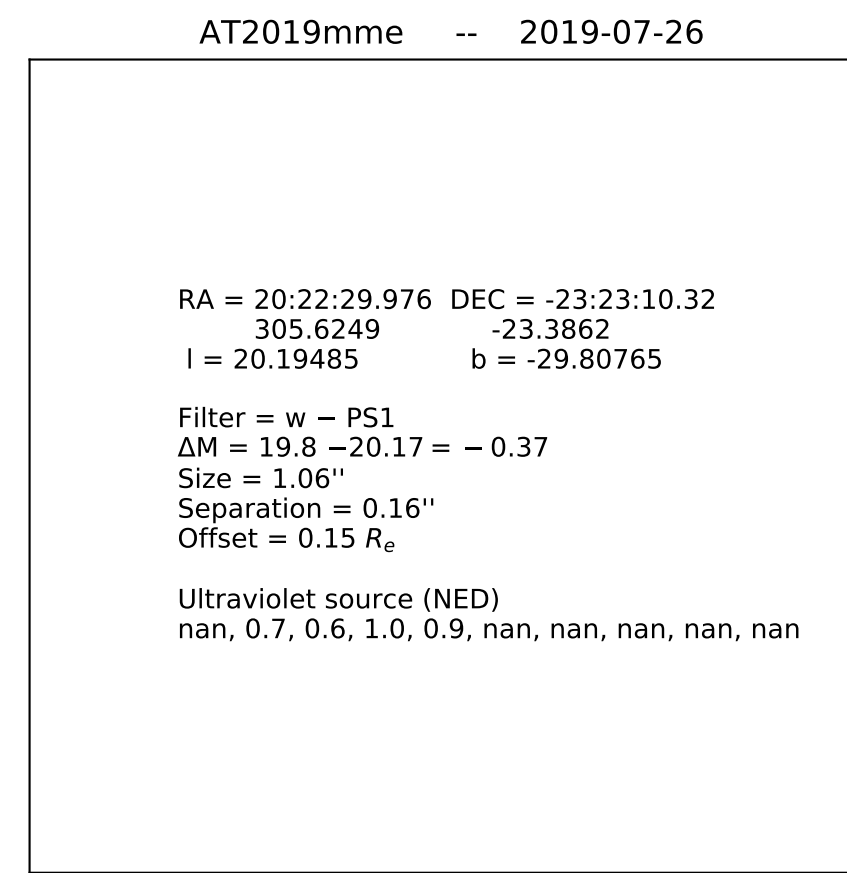 AT2019mme -- 2019-07-26
RA = 20:22:29.976 DEC = -23:23:10.32
305.6249 -23.3862
l = 20.19485 b = -29.80765
Filter = w − PS1
ΔM = 19.8 −20.17 = − 0.37
Size = 1.06''
Separation = 0.16''
Offset = 0.15 Re
Ultraviolet source (NED)
nan, 0.7, 0.6, 1.0, 0.9, nan, nan, nan, nan, nan